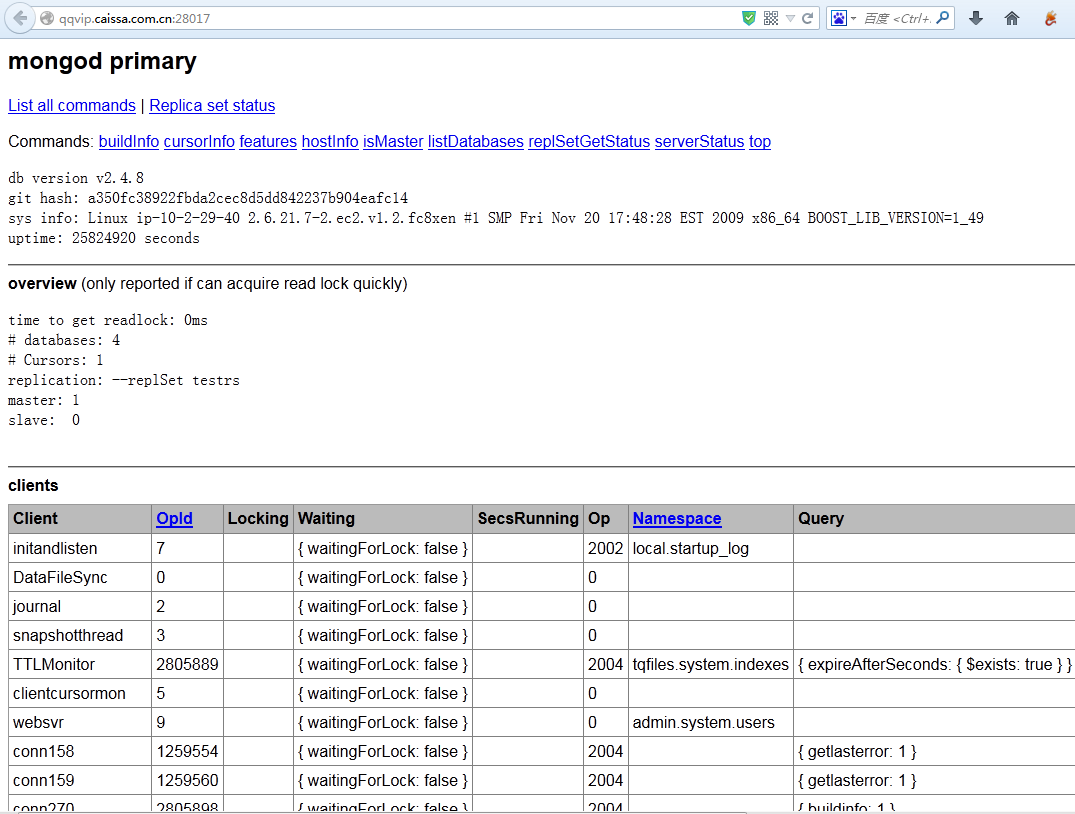 qqvip.caissa.com.cn:28017
百度 <Ctrl+.
mongod primary
List all commands | Replica set status
Commands: buildInfo cursorInfo features hostInfo isMaster listDatabases replSetGetStatus serverStatus top
db version v2.4.8
git hash: a350fc38922fbda2cec8d5dd842237b904eafc14
sys info: Linux ip-10-2-29-40 2.6.21.7-2.ec2.v1.2.fc8xen #1 SMP Fri Nov 20 17:48:28 EST 2009 x86_64 BOOST_LIB_VERSION=1_49
uptime: 25824920 seconds
overview (only reported if can acquire read lock quickly)
time to get readlock: 0ms
# databases: 4
# Cursors: 1
replication: --replSet testrs
master: 1
slave:  0
clients
Client OpId Locking Waiting SecsRunning Op Namespace Query
initandlisten 7 { waitingForLock: false } 2002 local.startup_log
DataFileSync 0 { waitingForLock: false } 0
journal 2 { waitingForLock: false } 0
snapshotthread 3 { waitingForLock: false } 0
TTLMonitor 2805889 { waitingForLock: false } 2004 tqfiles.system.indexes { expireAfterSeconds: { $exists: true } }
clientcursormon 5 { waitingForLock: false } 0
websvr 9 { waitingForLock: false } 0 admin.system.users
conn158 1259554 { waitingForLock: false } 2004 { getlasterror: 1 }
conn159 1259560 { waitingForLock: false } 2004 { getlasterror: 1 }
conn270 2805898 { waitingForLock: false } 2004 { buildinfo: 1 }